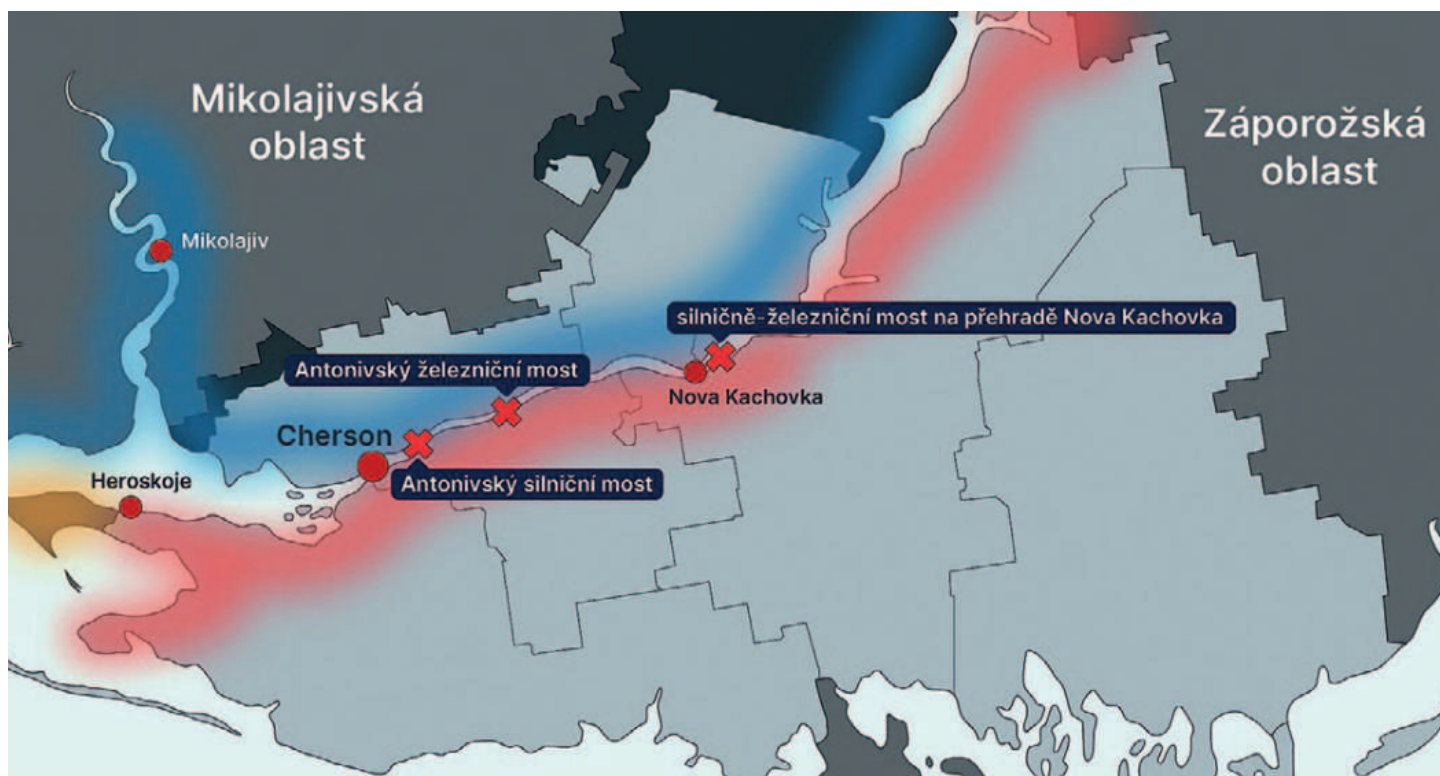 Mikolajivská
oblast
Záporožská
oblast
Mikolajiv
silničně-železniční most na přehradě Nova Kachovka
Antonivský železniční most
Nova Kachovka
Cherson
Heroskoje
Antonivský silniční most